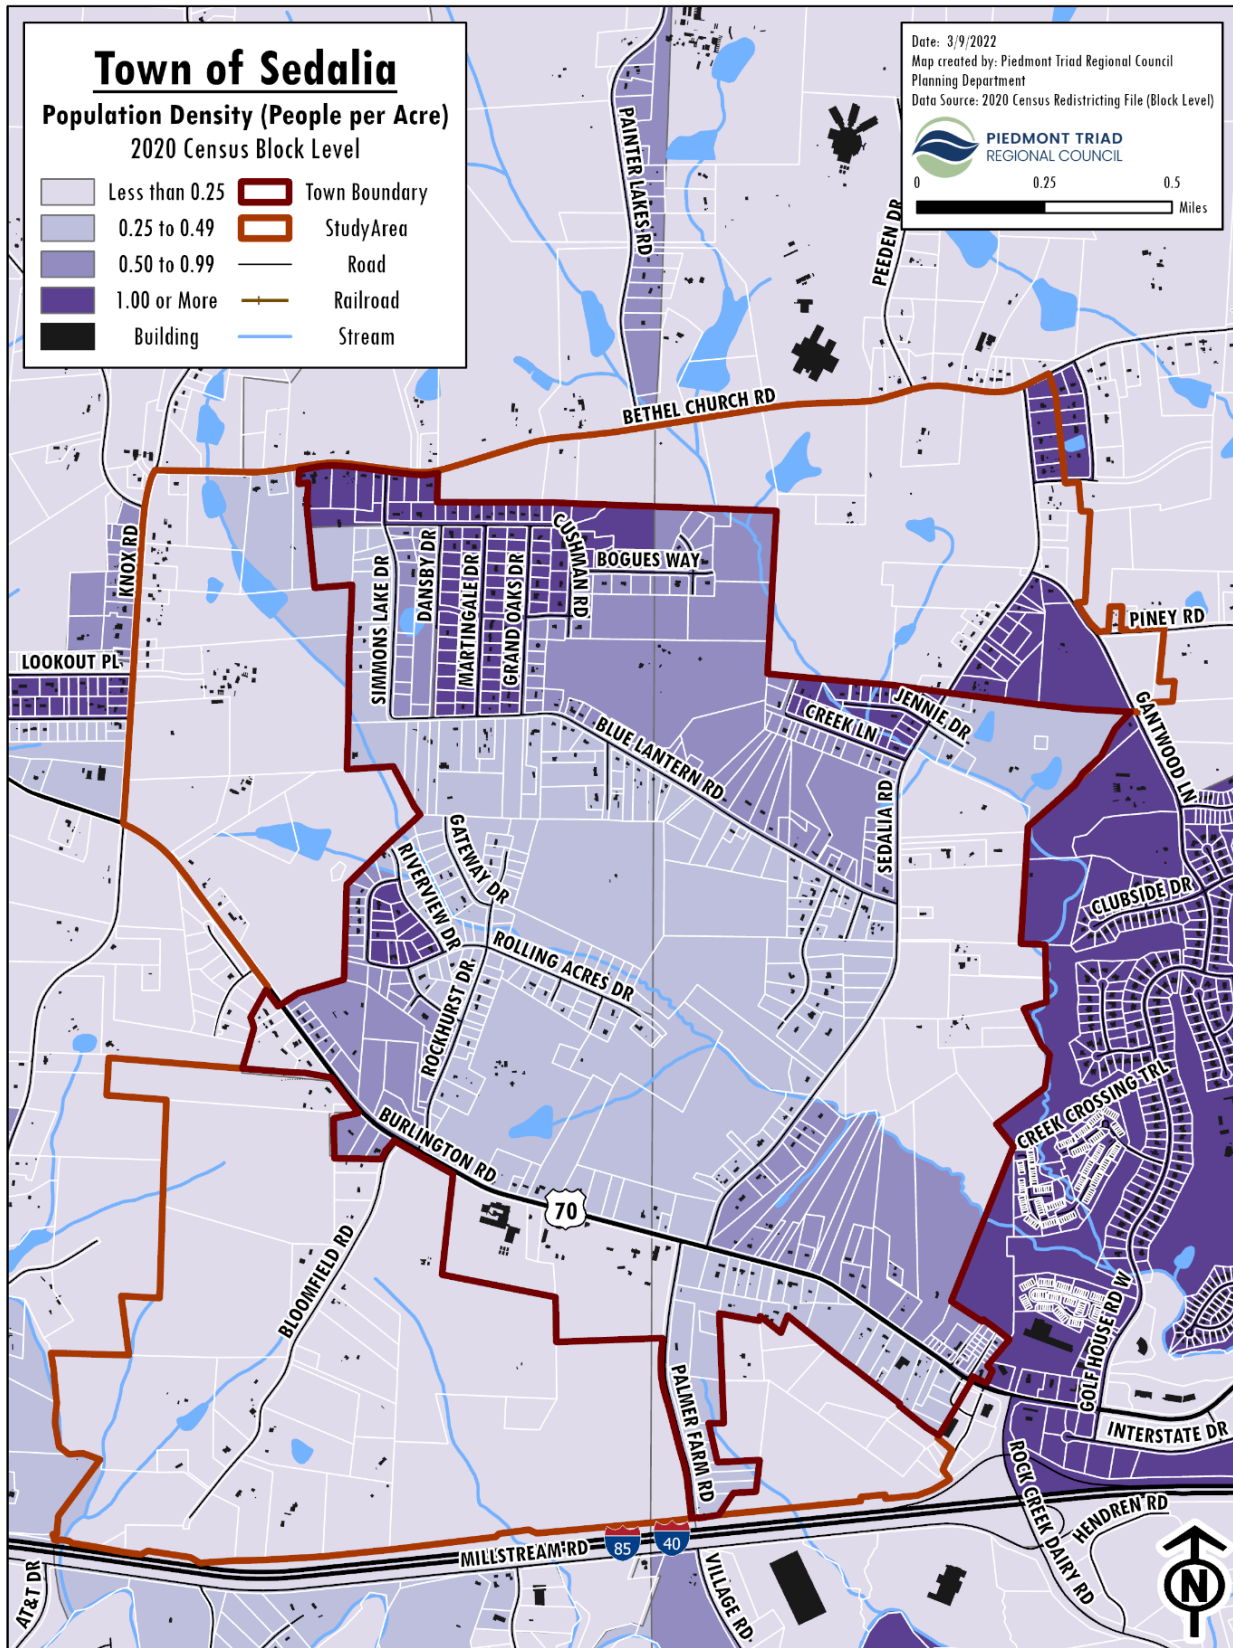 Town of Sedalia
Population Density (People per Acre)
2020 Census Block Level
Less than 0.25
Town Boundary
0.25 to 0.49
StudyArea
0.50 to 0.99
Road
1.00 or More
Railroad
Building
Stream
Date: 3/9/2022
Map created by: Piedmont Triad Regional Council
Planning Department
Data Source: 2020 Census Redistricting File (Block Level)
PIEDMONT TRIAD
REGIONAL COUNCIL
0
0.25
0.5
Miles
PAINTER LAKES RD
PEEDEN DR
BETHEL CHURCH RD
KNOX RD
LOOKOUT PL
SIMMONS LAKE DR
DANSBY DR
MARTINGALE DR
GRAND OAKS DR
CUSHMAN RD
BOGUES WAY
PINEY RD
JENNIE DR
CREEK LN
BLUE LANTERN RD
GANTWOOD LN
SEDALIA RD
GATEWAY DR
RIVERVIEW DR
CLUBSIDE DR
ROLLING ACRES DR
ROCKHURST DR
CREEK CROSSING TRL
BURLINGTON RD
70
BLOOMFIELD RD
GOLF HOUSE RD W
PALMER FARM RD
INTERSTATE DR
ROCK CREEK DAIRY RD
HENDREN RD
MILLSTREAM RD
85
40
VILLAGE RD
AT&T DR
N